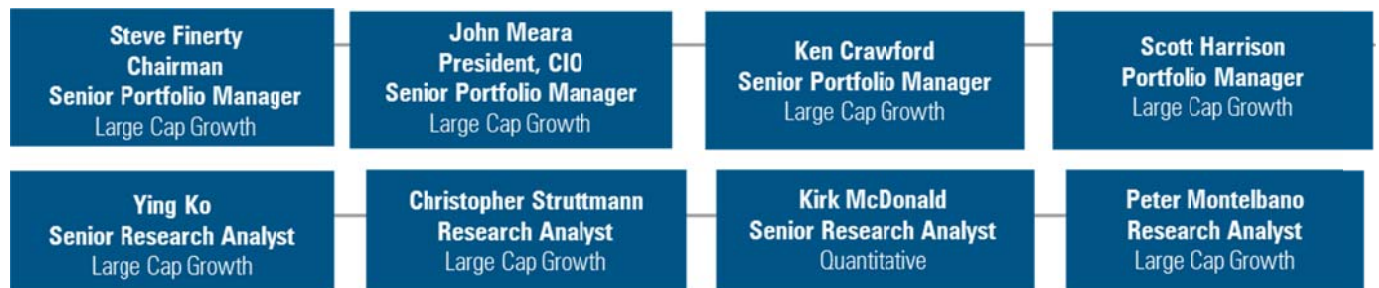 Steve Finerty
Chairman
Senior Portfolio Manager
Large Cap Growth
John Meara
President, CIO
Senior Portfolio Manager
Large Cap Growth
Ken Crawford
Senior Portfolio Manager
Large Cap Growth
Scott Harrison
Portfolio Manager
Large Cap Growth
Ying Ko
Senior Research Analyst
Large Cap Growth
Christopher Struttmann
Research Analyst
Large Cap Growth
Kirk McDonald
Senior Research Analyst
Quantitative
Peter Montelbano
Research Analyst
Large Cap Growth